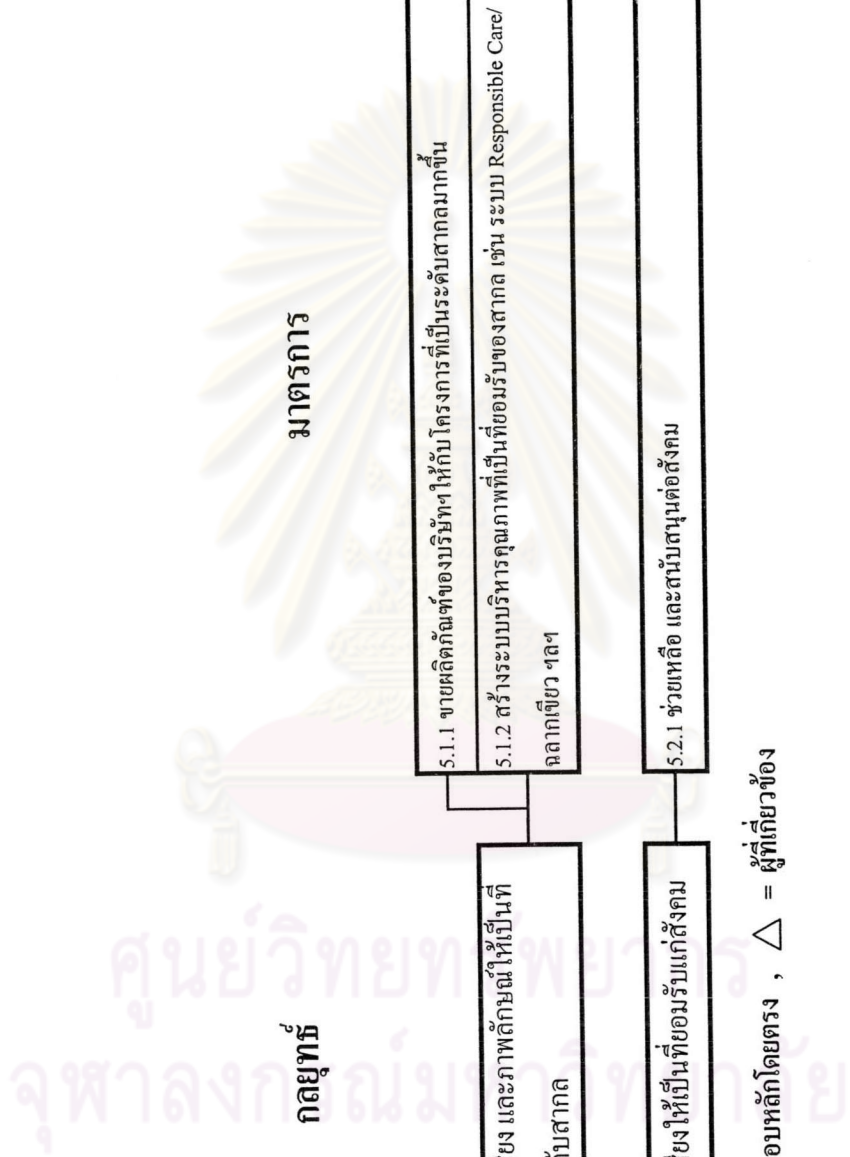 กลยุทธ์
มาตรการ
และภาพลักษณ์ให้เป็นที่
5.1.1 ขายผลิตภัณฑ์ของบริษัทฯให้กับโครงการที่เป็นระดับสากลมากขึ้น
5.1.2 สร้างระบบบริหารคุณภาพที่เป็นที่ยอมรับของสากล เช่น ระบบ Responsible Care/
ฉลากเขียว ฯลฯ
ให้เป็นที่ยอมรับแก่สังคม
5.2.1 ช่วยเหลือ และสนับสนุนต่อสังคม
หลักโดยตรง , △ = ผู้ที่เกี่ยวข้อง
ศูนย์วิทยทรัพยากร
จุฬาลงกรณ์มหาวิทยาลัย